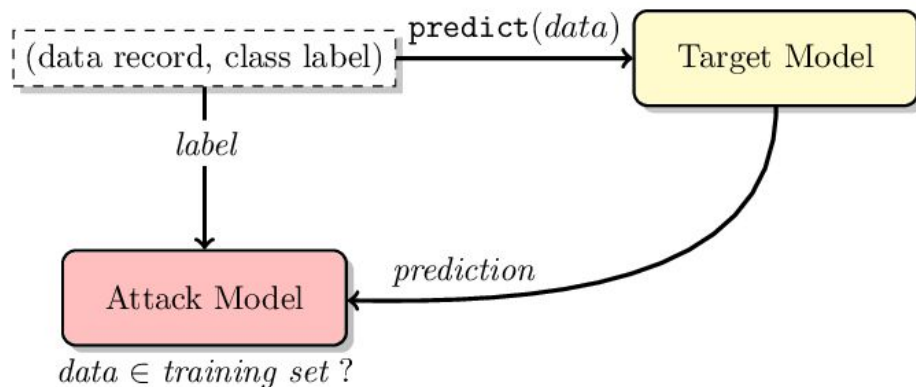 predict(data)
(data record, class label)
Target Model
label
prediction
Attack Model
data ∈ training set ?